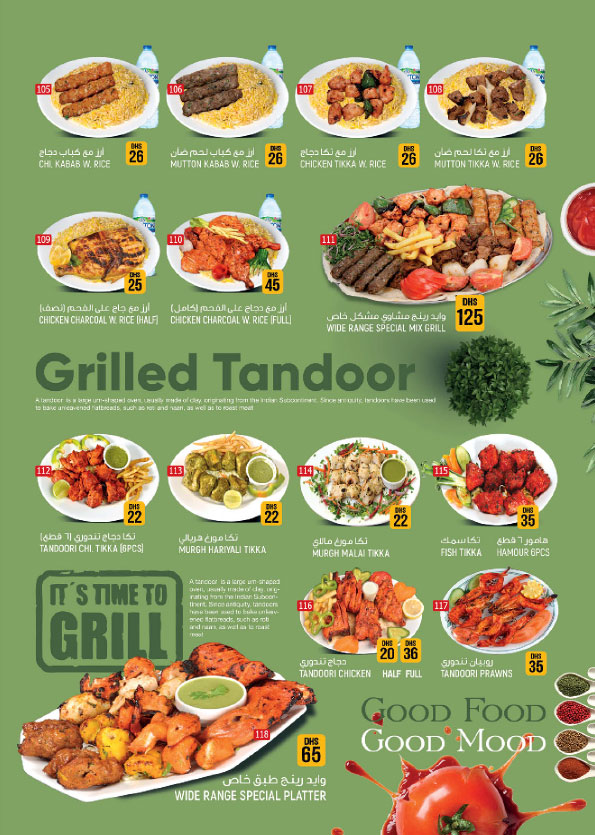 105
106
107
108
DHS 26
DHS 26
DHS 26
DHS 26
أرز مع كباب دجاج
CHI. KABAB W. RICE
أرز مع كباب لحم ضأن
MUTTON KABAB W. RICE
أرز مع تكا دجاج
CHICKEN TIKKA W. RICE
أرز مع تكا لحم ضأن
MUTTON TIKKA W. RICE
109
110
111
DHS 25
DHS 45
DHS 125
أرز مع دجاج على الفحم (نصف)
CHICKEN CHARCOAL W. RICE (HALF)
أرز مع دجاج على الفحم (كامل)
CHICKEN CHARCOAL W. RICE (FULL)
وايد رينج مشاوي مشكل خاص
WIDE RANGE SPECIAL MIX GRILL
Grilled Tandoor
A tandoor is a large urn-shaped oven, usually made of clay, originating from the Indian Subcontinent. Since antiquity, tandoors have been used
to bake unleavened flatbreads, such as roti and naan, as well as to roast meat
112
113
114
115
DHS 22
DHS 22
DHS 22
DHS 35
تكا دجاج تندوري (٦ قطع)
TANDOORI CHI. TIKKA (6PCS)
تكا مورغ هريالي
MURGH HARIYALI TIKKA
تكا مورغ مالاي
MURGH MALAI TIKKA
تكا سمك
FISH TIKKA
هامور ٦ قطع
HAMOUR 6PCS
IT´S TIME TO
GRILL
A tandoor is a large urn-shaped
oven, usually made of clay, orig-
inating from the Indian Subcon-
tinent. Since antiquity, tandoors
have been used to bake unleav-
ened flatbreads, such as roti
and naan, as well as to roast
meat
116
117
DHS 20
DHS 36
DHS 35
دجاج تندوري
TANDOORI CHICKEN HALF FULL
روبيان تندوري
TANDOORI PRAWNS
118
DHS 65
وايد رينج طبق خاص
WIDE RANGE SPECIAL PLATTER
GOOD FOOD
GOOD MOOD